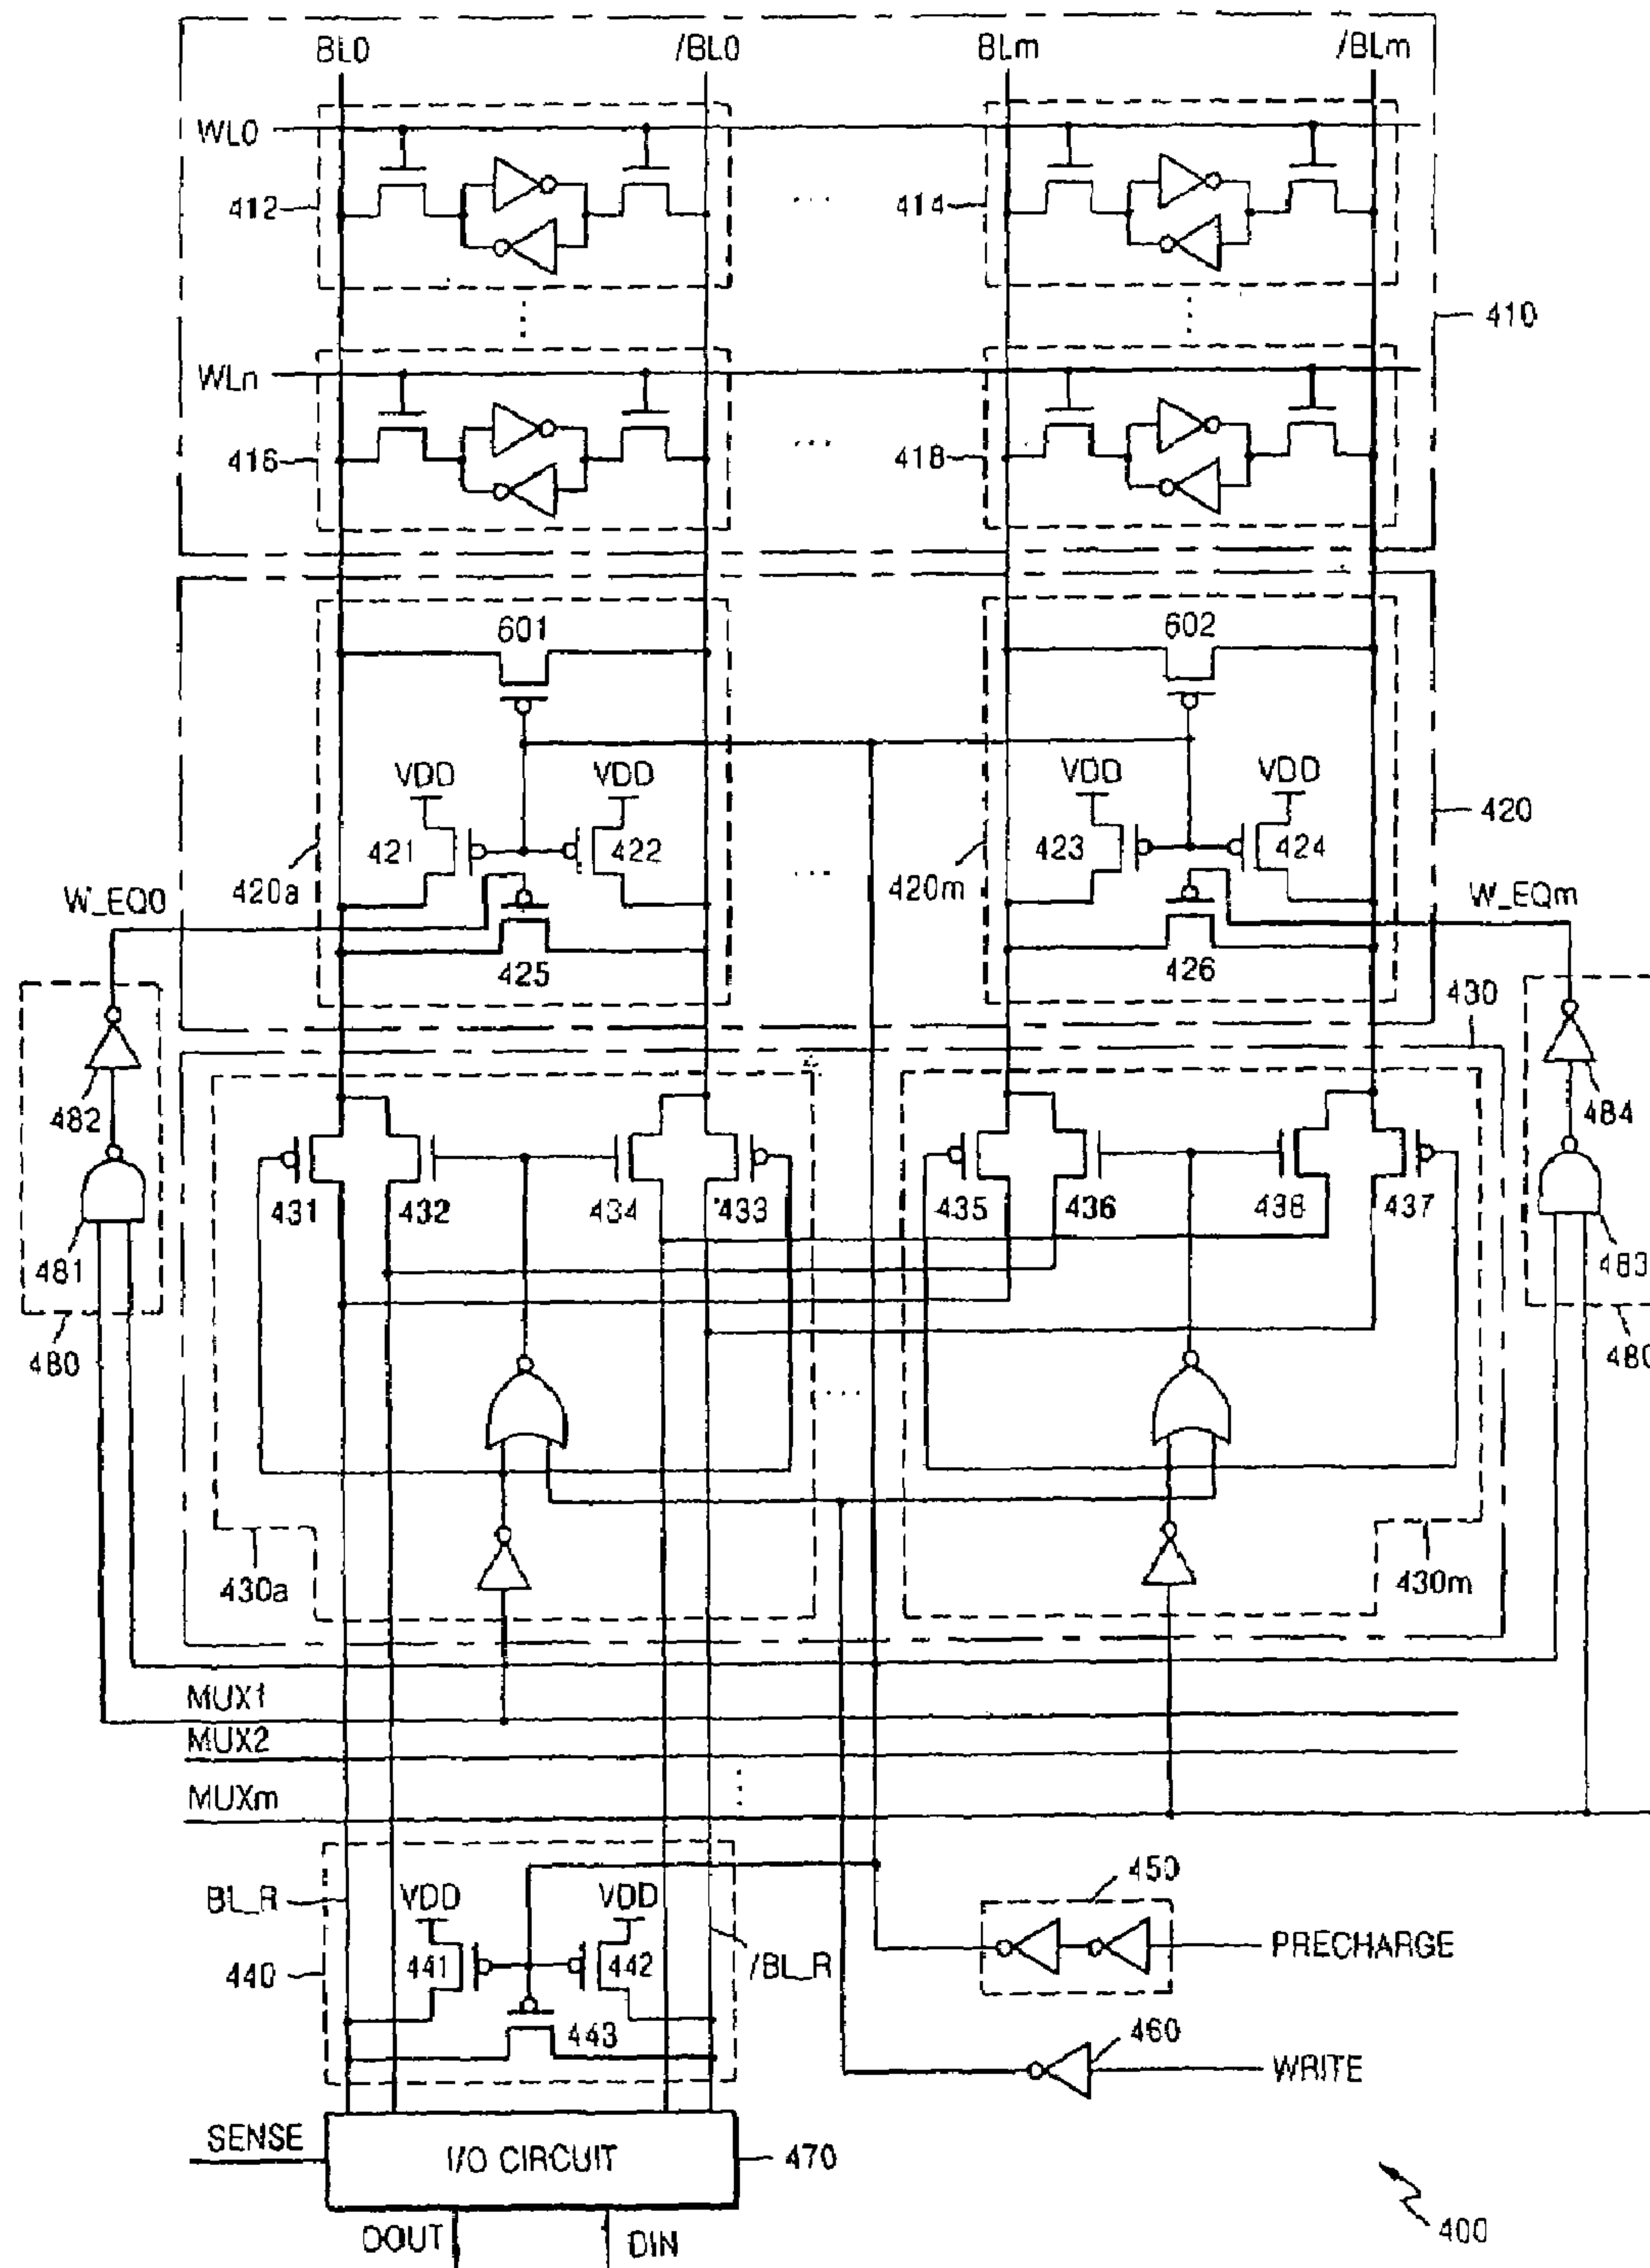 BL0 /BL0 BLm /BLm
WL0
412 ... 414
410
WLn
416 ... 418
601 602
VDD VDD VDD VDD
421 422 423 424 420
420a ... 420m
W_EQ0 W_EQm
425 426
430
482 484
431 432 434 433 435 436 438 437
481 483
480 480
430a 430m
MUX1
MUX2
MUXm
450
BL_R VDD VDD
441 442 /BL_R PRECHARGE
440
443 460
WRITE
SENSE I/O CIRCUIT 470
DOUT DIN
400